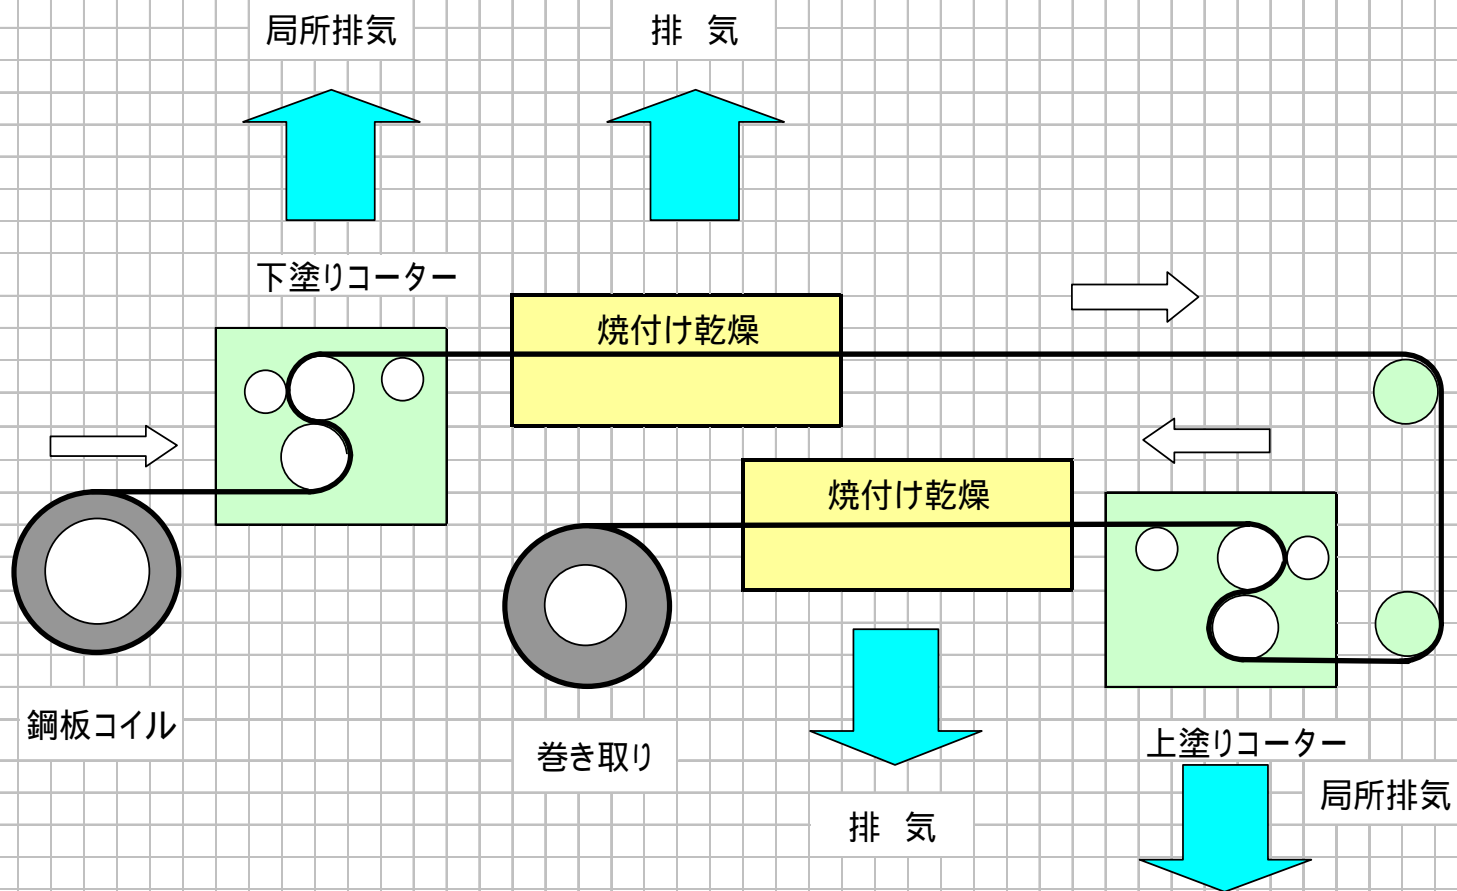 局所排気
排 気
下塗りコーター
焼付け乾燥
焼付け乾燥
鋼板コイル
巻き取り
上塗りコーター
局所排気
排 気